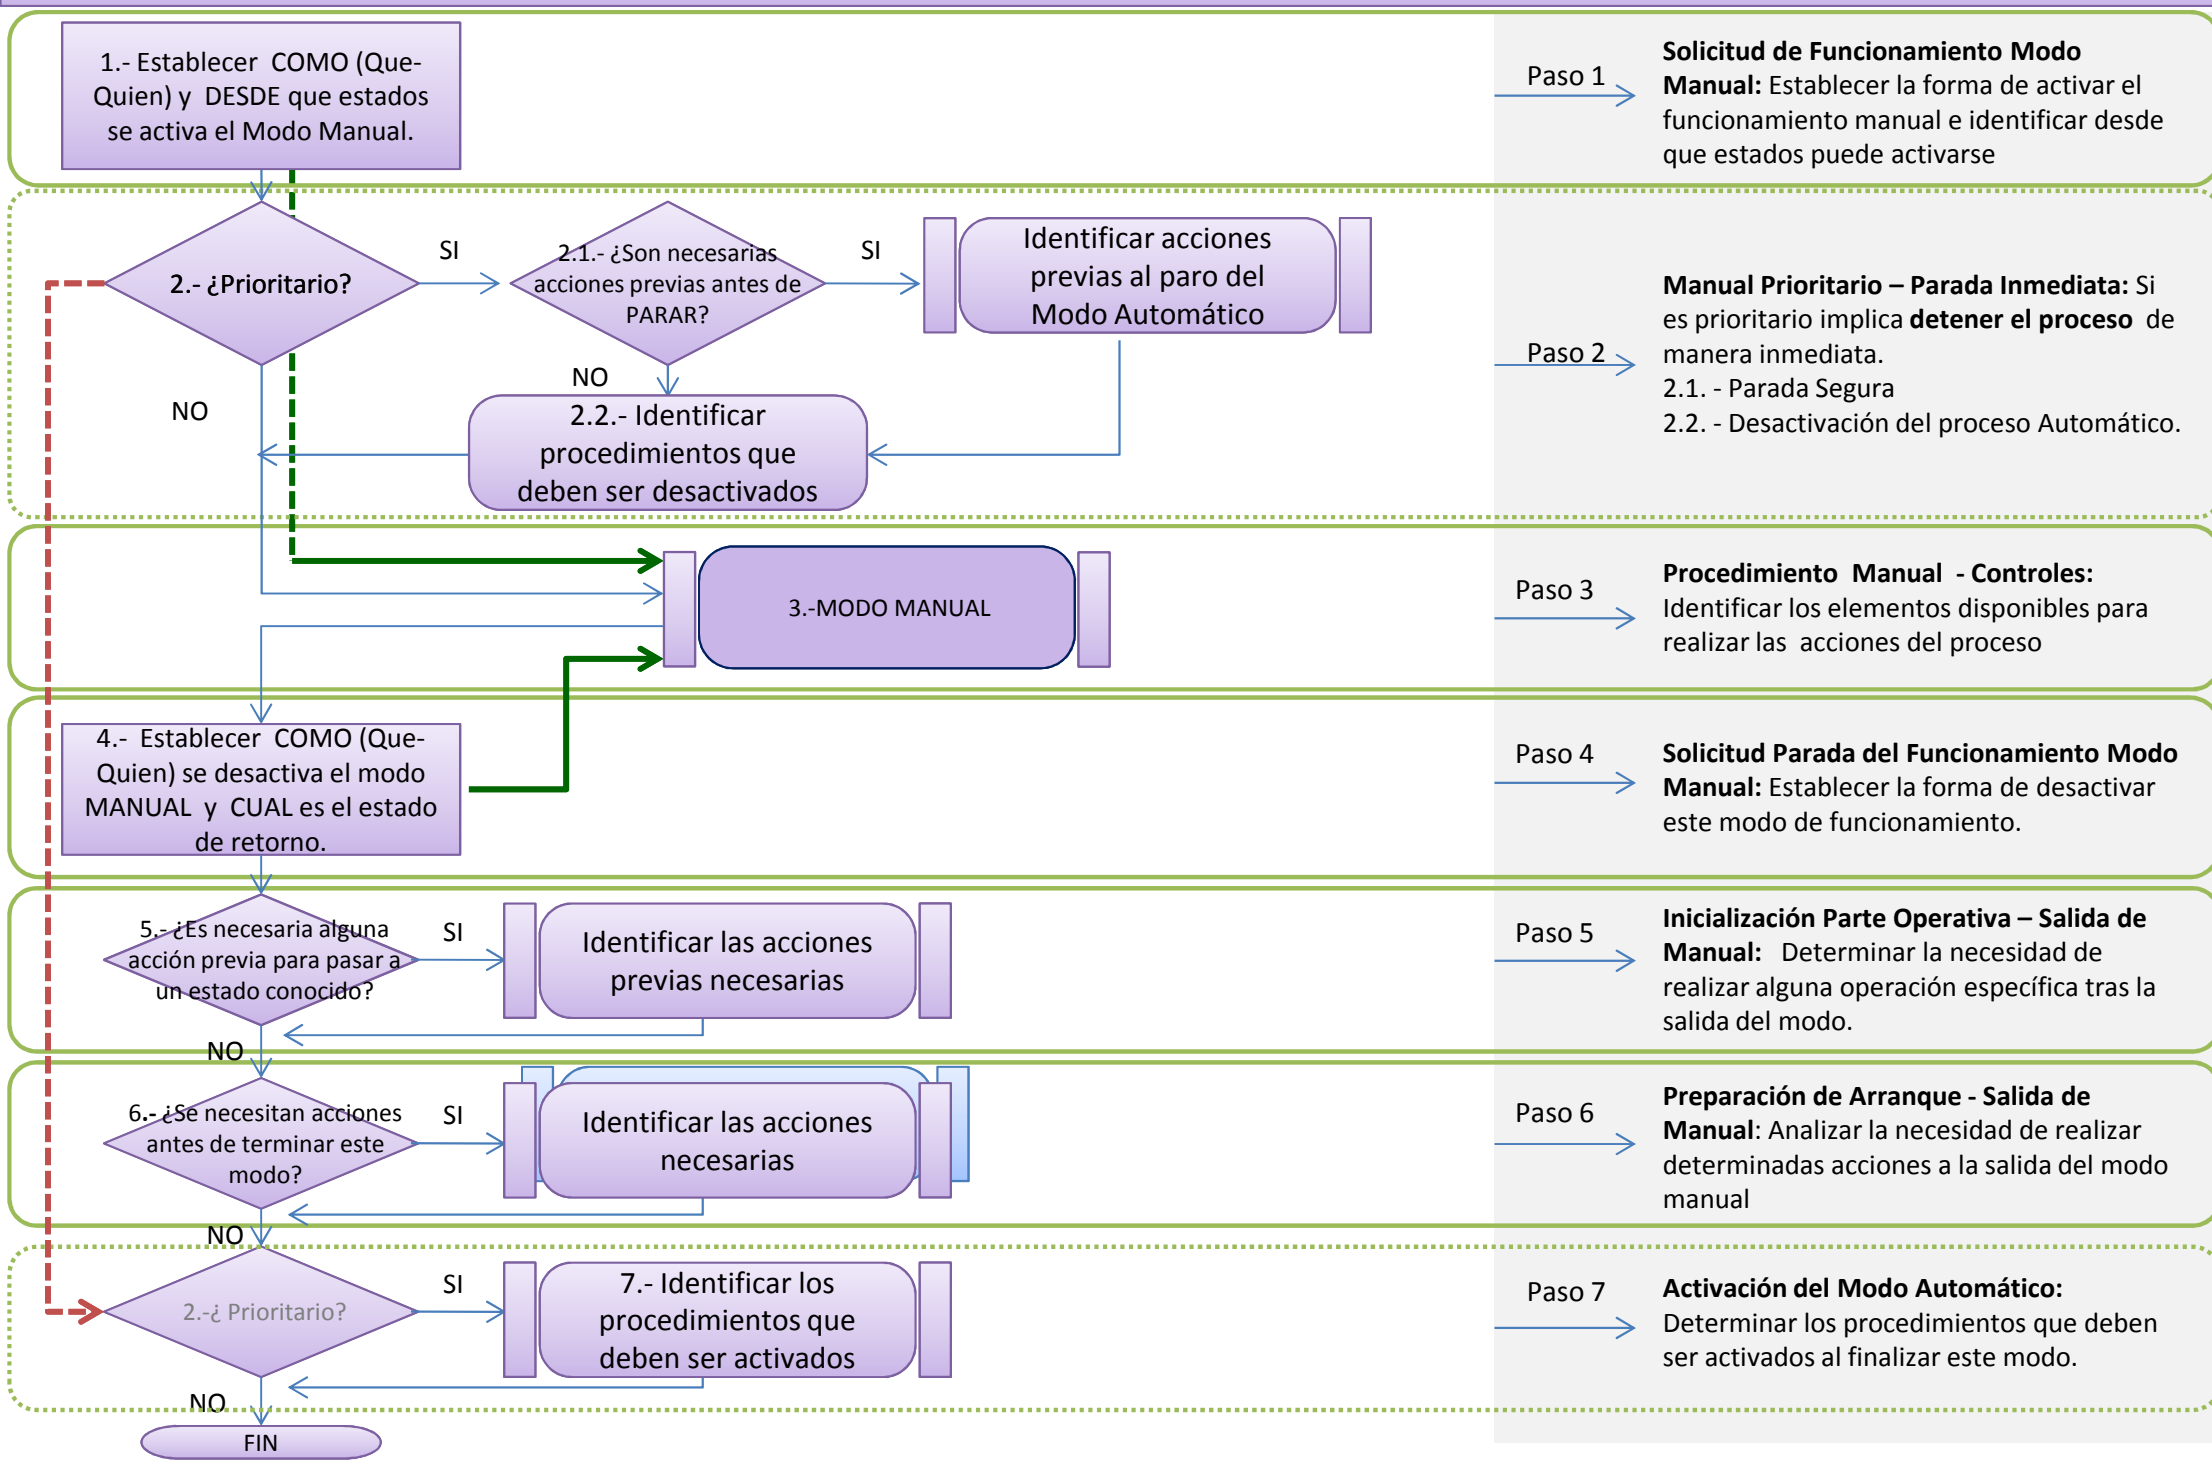 1.- Establecer COMO (Que-
Quien) y DESDE que estados
se activa el Modo Manual.
Paso 1
Solicitud de Funcionamiento Modo
Manual: Establecer la forma de activar el
funcionamiento manual e identificar desde
que estados puede activarse
2.- ¿Prioritario?
SI
2.1.- ¿Son necesarias
acciones previas antes de
PARAR?
SI
Identificar acciones
previas al paro del
Modo Automático
NO
NO
2.2.- Identificar
procedimientos que
deben ser desactivados
Paso 2
Manual Prioritario – Parada Inmediata: Si
es prioritario implica detener el proceso de
manera inmediata.
2.1. - Parada Segura
2.2. - Desactivación del proceso Automático.
3.-MODO MANUAL
Paso 3
Procedimiento Manual - Controles:
Identificar los elementos disponibles para
realizar las acciones del proceso
4.- Establecer COMO (Que-
Quien) se desactiva el modo
MANUAL y CUAL es el estado
de retorno.
Paso 4
Solicitud Parada del Funcionamiento Modo
Manual: Establecer la forma de desactivar
este modo de funcionamiento.
5.- ¿Es necesaria alguna
acción previa para pasar a
un estado conocido?
SI
Identificar las acciones
previas necesarias
NO
Paso 5
Inicialización Parte Operativa – Salida de
Manual: Determinar la necesidad de
realizar alguna operación específica tras la
salida del modo.
6.- ¿Se necesitan acciones
antes de terminar este
modo?
SI
Identificar las acciones
necesarias
NO
Paso 6
Preparación de Arranque - Salida de
Manual: Analizar la necesidad de realizar
determinadas acciones a la salida del modo
manual
2.-¿ Prioritario?
SI
7.- Identificar los
procedimientos que
deben ser activados
NO
Paso 7
Activación del Modo Automático:
Determinar los procedimientos que deben
ser activados al finalizar este modo.
FIN